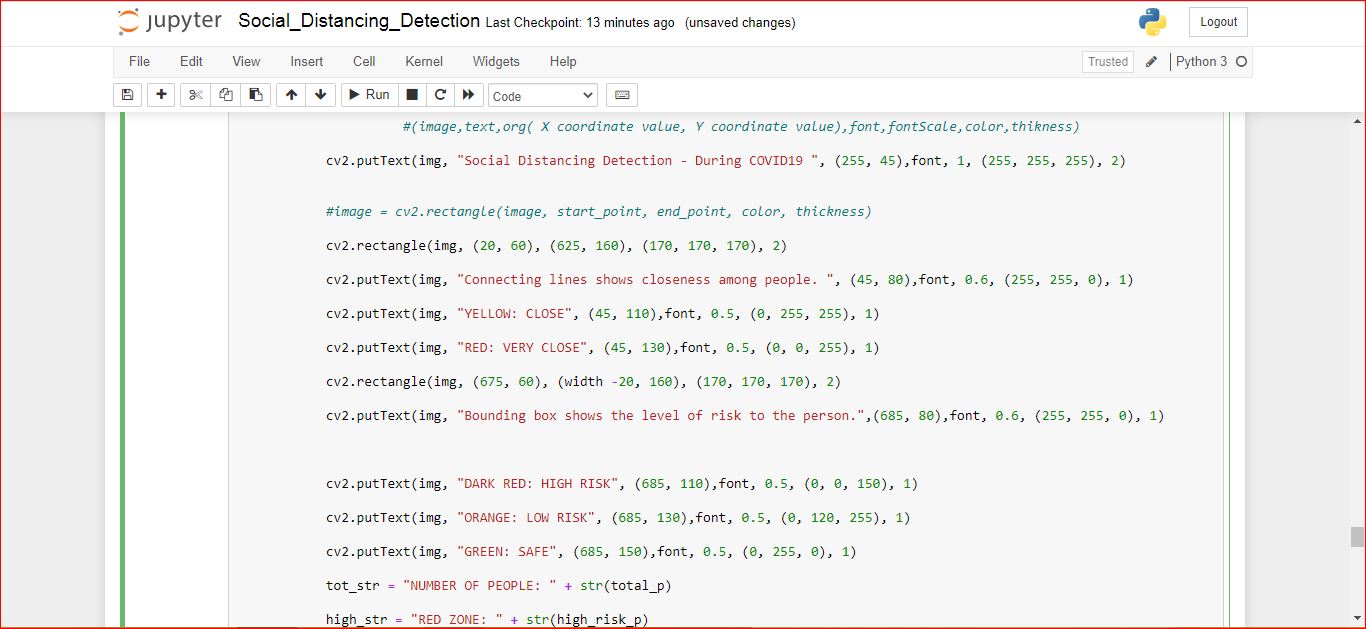 jupyter Social_Distancing_Detection Last Checkpoint: 13 minutes ago (unsaved changes) Logout
File Edit View Insert Cell Kernel Widgets Help Trusted Python 3
Run Code
#(image,text,org( X coordinate value, Y coordinate value),font,fontScale,color,thikness)
cv2.putText(img, "Social Distancing Detection - During COVID19 ", (255, 45),font, 1, (255, 255, 255), 2)
#image = cv2.rectangle(image, start_point, end_point, color, thickness)
cv2.rectangle(img, (20, 60), (625, 160), (170, 170, 170), 2)
cv2.putText(img, "Connecting lines shows closeness among people. ", (45, 80),font, 0.6, (255, 255, 0), 1)
cv2.putText(img, "YELLOW: CLOSE", (45, 110),font, 0.5, (0, 255, 255), 1)
cv2.putText(img, "RED: VERY CLOSE", (45, 130),font, 0.5, (0, 0, 255), 1)
cv2.rectangle(img, (675, 60), (width -20, 160), (170, 170, 170), 2)
cv2.putText(img, "Bounding box shows the level of risk to the person.",(685, 80),font, 0.6, (255, 255, 0), 1)
cv2.putText(img, "DARK RED: HIGH RISK", (685, 110),font, 0.5, (0, 0, 150), 1)
cv2.putText(img, "ORANGE: LOW RISK", (685, 130),font, 0.5, (0, 120, 255), 1)
cv2.putText(img, "GREEN: SAFE", (685, 150),font, 0.5, (0, 255, 0), 1)
tot_str = "NUMBER OF PEOPLE: " + str(total_p)
high_str = "RED ZONE: " + str(high_risk_p)